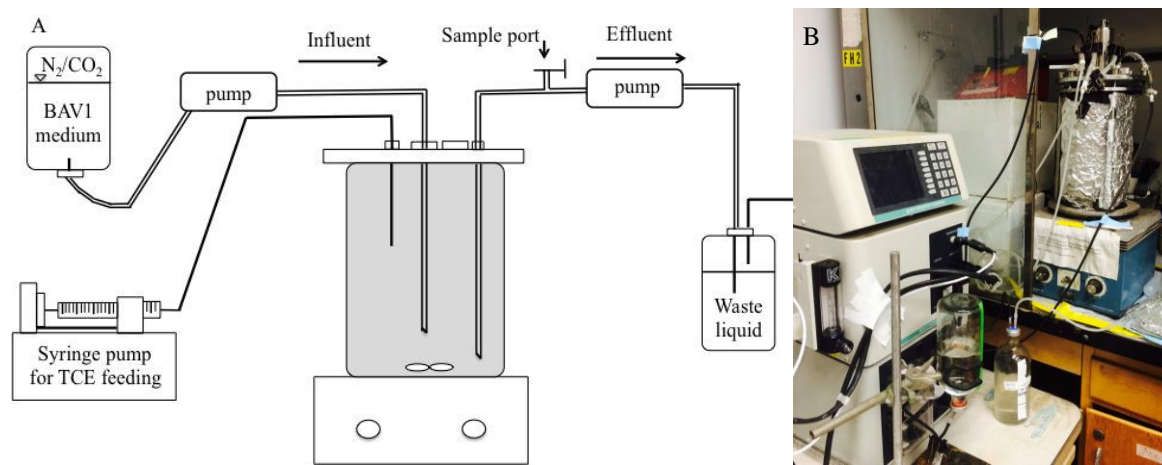 A
N₂/CO₂
BAV1
medium
pump
Influent
Sample port
Effluent
pump
Syringe pump
for TCE feeding
Waste
liquid
B
FH2
K